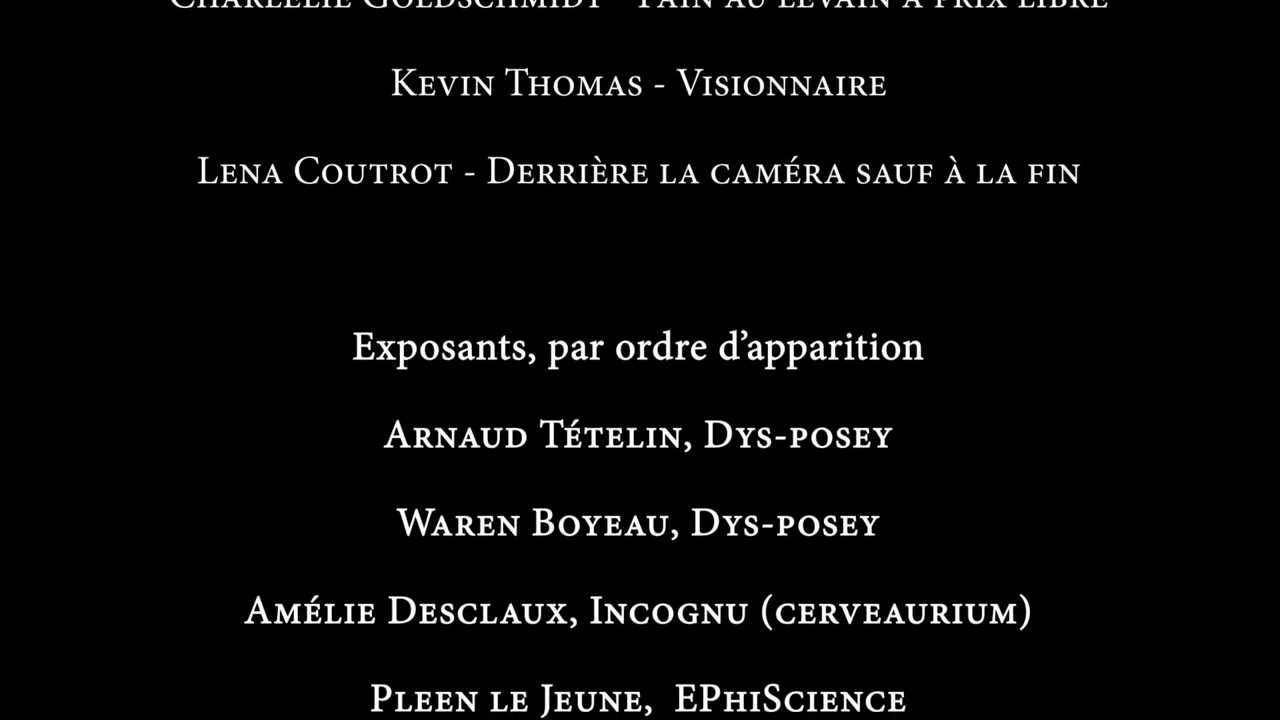 Charlélie Goldschmidt - Pain au levain à prix libre
Kevin Thomas - Visionnaire
Lena Coutrot - Derrière la caméra sauf à la fin
Exposants, par ordre d’apparition
Arnaud Tételin, Dys-posey
Waren Boyeau, Dys-posey
Amélie Desclaux, Incognu (cerveaurium)
Pleen le Jeune, EPhiScience